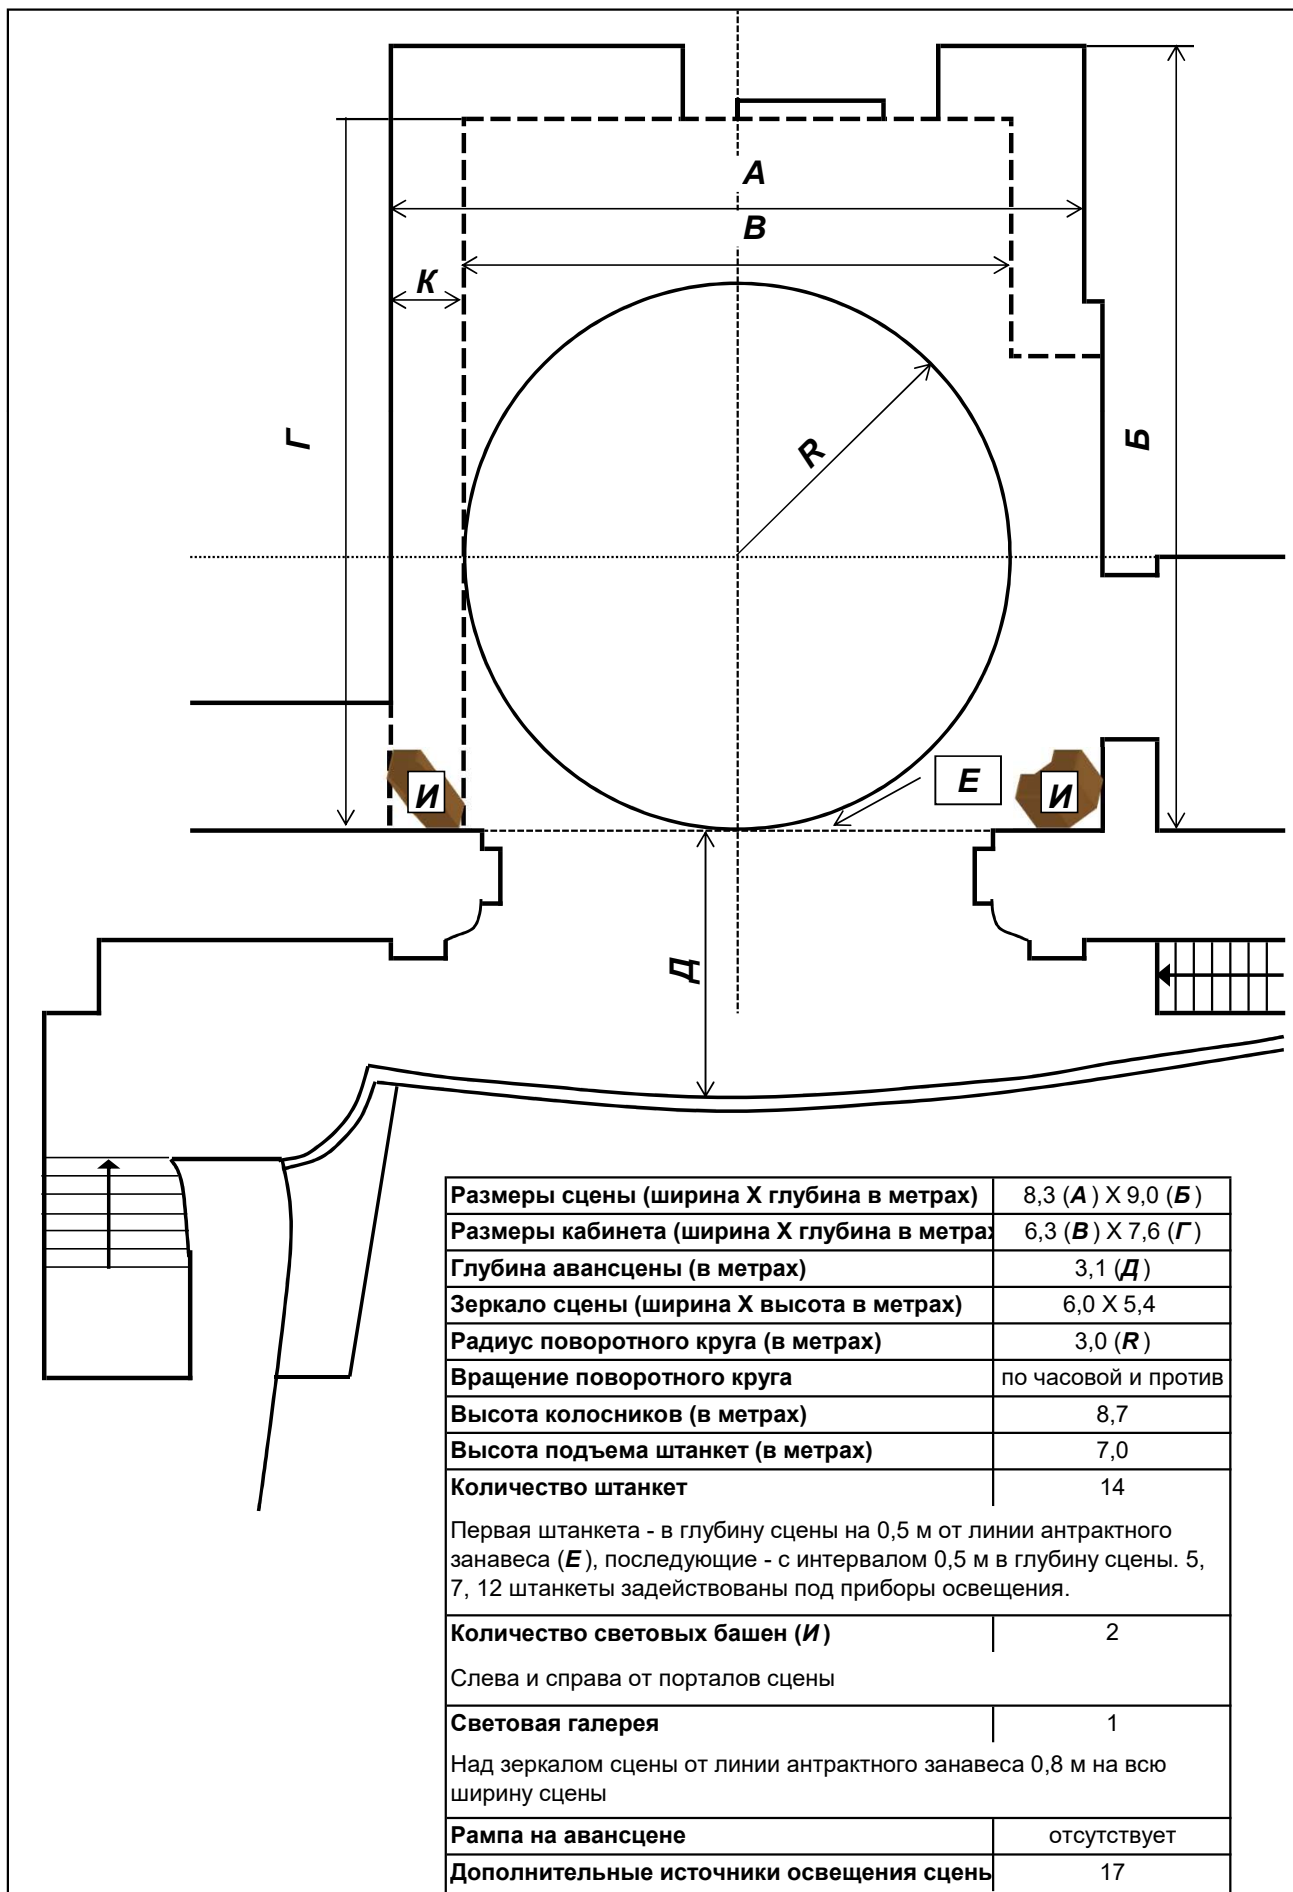 А
В
К
Г
Б
R
Е
И
И
Д
Размеры сцены (ширина Х глубина в метрах) 8,3 (А) Х 9,0 (Б)
Размеры кабинета (ширина Х глубина в метрах 6,3 (В) Х 7,6 (Г)
Глубина авансцены (в метрах) 3,1 (Д)
Зеркало сцены (ширина Х высота в метрах) 6,0 Х 5,4
Радиус поворотного круга (в метрах) 3,0 (R)
Вращение поворотного круга по часовой и против
Высота колосников (в метрах) 8,7
Высота подъема штанкет (в метрах) 7,0
Количество штанкет 14
Первая штанкета - в глубину сцены на 0,5 м от линии антрактного
занавеса (Е), последующие - с интервалом 0,5 м в глубину сцены. 5,
7, 12 штанкеты задействованы под приборы освещения.
Количество световых башен (И) 2
Слева и справа от порталов сцены
Световая галерея 1
Над зеркалом сцены от линии антрактного занавеса 0,8 м на всю
ширину сцены
Рампа на авансцене отсутствует
Дополнительные источники освещения сцены 17